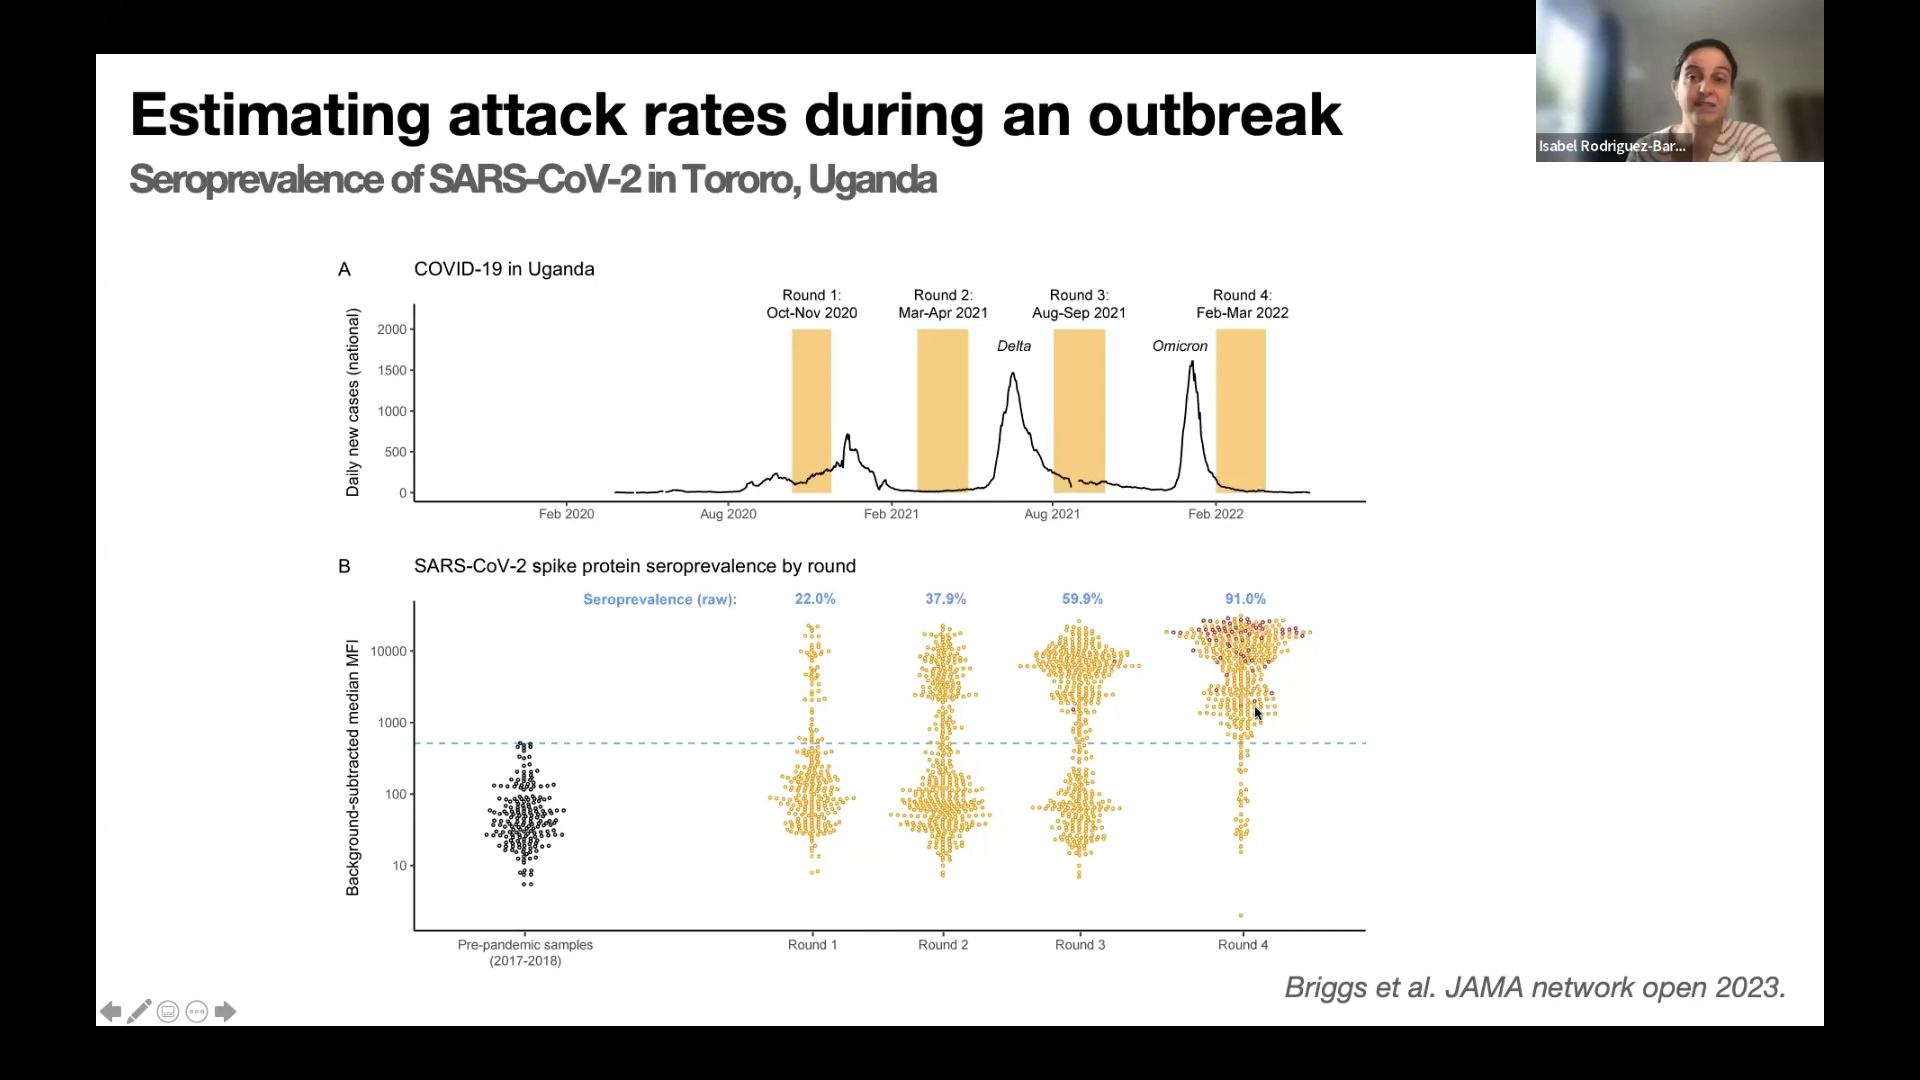 Estimating attack rates during an outbreak
Seroprevalence of SARS-CoV-2 in Tororo, Uganda
Isabel Rodriguez-Bar...
A COVID-19 in Uganda
Round 1: Round 2: Round 3: Round 4:
Oct-Nov 2020 Mar-Apr 2021 Aug-Sep 2021 Feb-Mar 2022
Delta Omicron
Daily new cases (national)
2000
1500
1000
500
0
Feb 2020 Aug 2020 Feb 2021 Aug 2021 Feb 2022
B SARS-CoV-2 spike protein seroprevalence by round
Seroprevalence (raw): 22.0% 37.9% 59.9% 91.0%
Background-subtracted median MFI
10000
1000
100
10
Pre-pandemic samples Round 1 Round 2 Round 3 Round 4
(2017-2018)
Briggs et al. JAMA network open 2023.